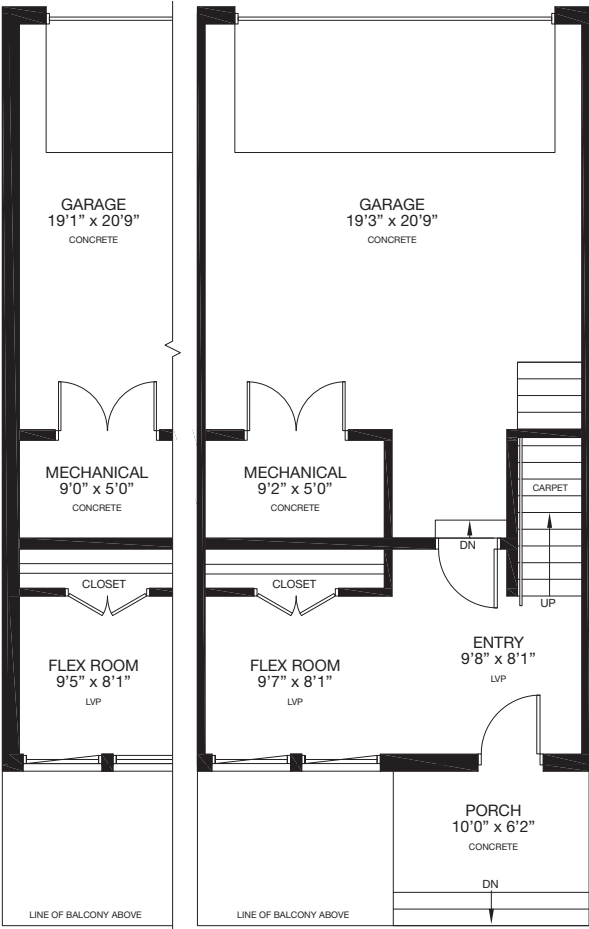 GARAGE
19’1” x 20’9”
CONCRETE
MECHANICAL
9’0” x 5’0”
CONCRETE
CLOSET
FLEX ROOM
9’5” x 8’1”
LVP
LINE OF BALCONY ABOVE
GARAGE
19’3” x 20’9”
CONCRETE
MECHANICAL
9’2” x 5’0”
CONCRETE
CARPET
DN
CLOSET
UP
FLEX ROOM
9’7” x 8’1”
LVP
ENTRY
9’8” x 8’1”
LVP
PORCH
10’0” x 6’2”
CONCRETE
DN
LINE OF BALCONY ABOVE